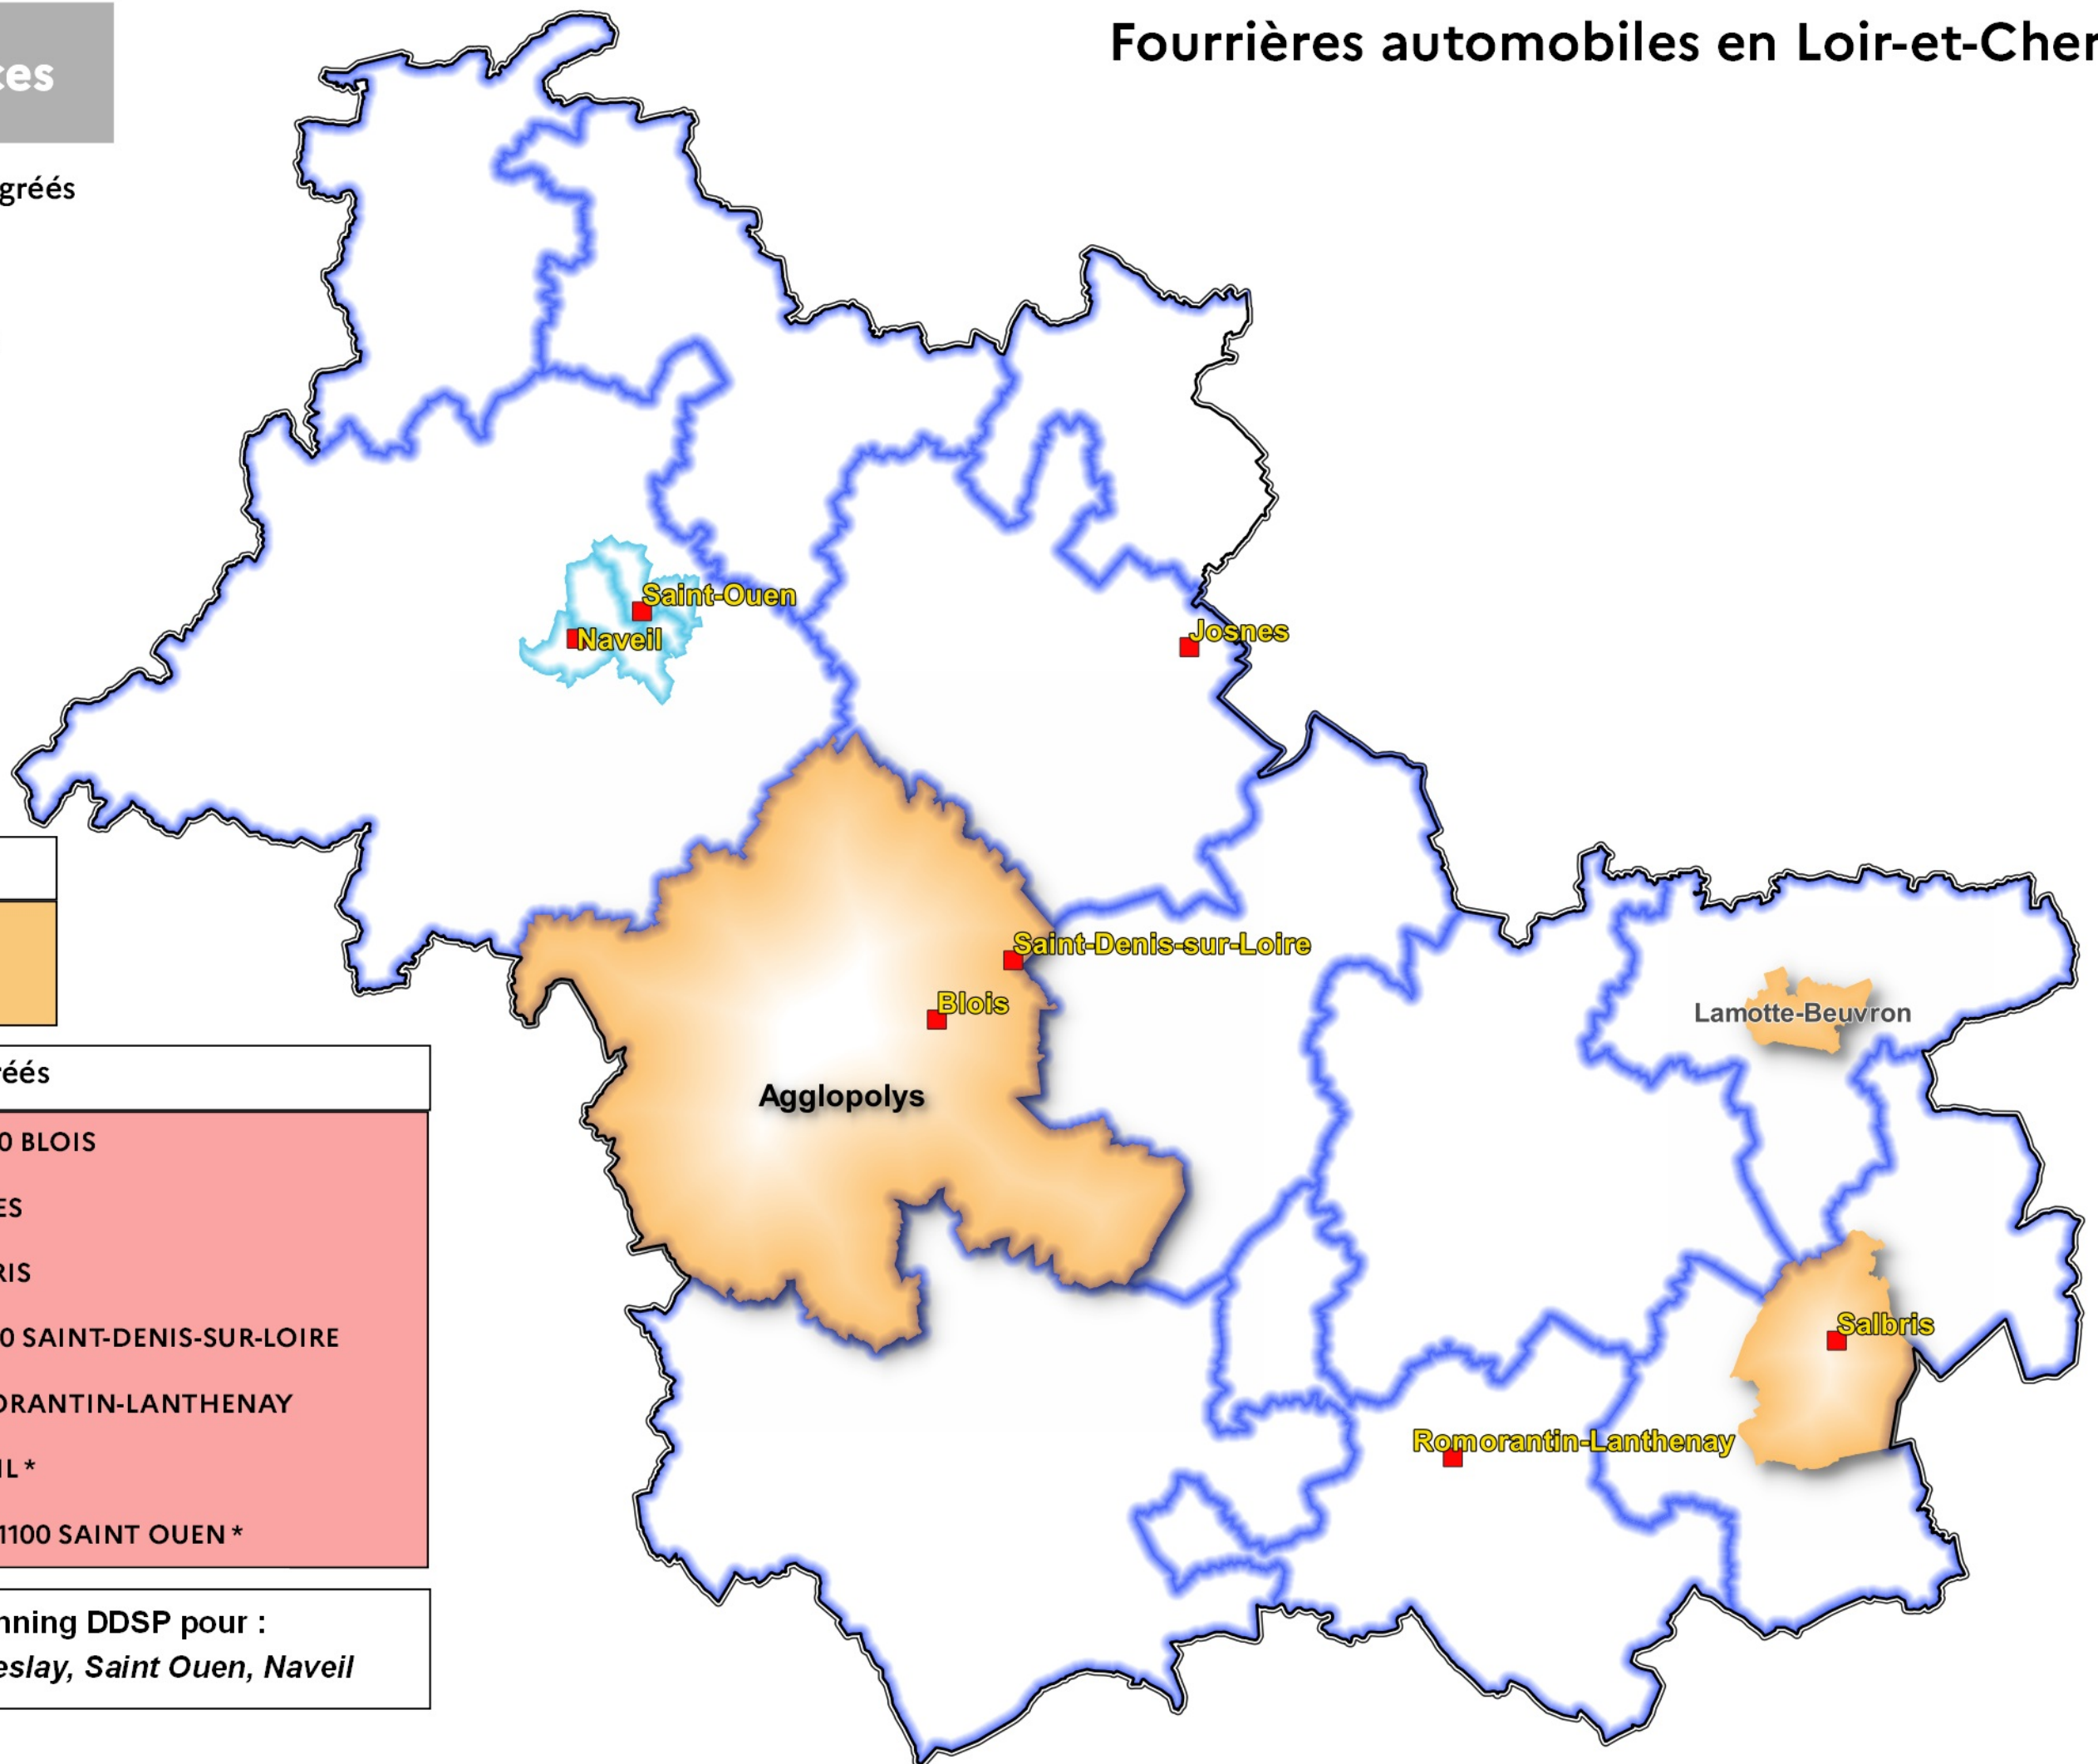 Fourrières automobiles en Loir-et-Cher
ces
gréés
Saint-Ouen
Naveil
Josnes
Saint-Denis-sur-Loire
Blois
Agglopolys
Lamotte-Beuvron
Salbris
Romorantin-Lanthenay
éés
0 BLOIS
ES
RIS
0 SAINT-DENIS-SUR-LOIRE
ORANTIN-LANTHENAY
IL *
1100 SAINT OUEN *
nning DDSP pour :
eslay, Saint Ouen, Naveil